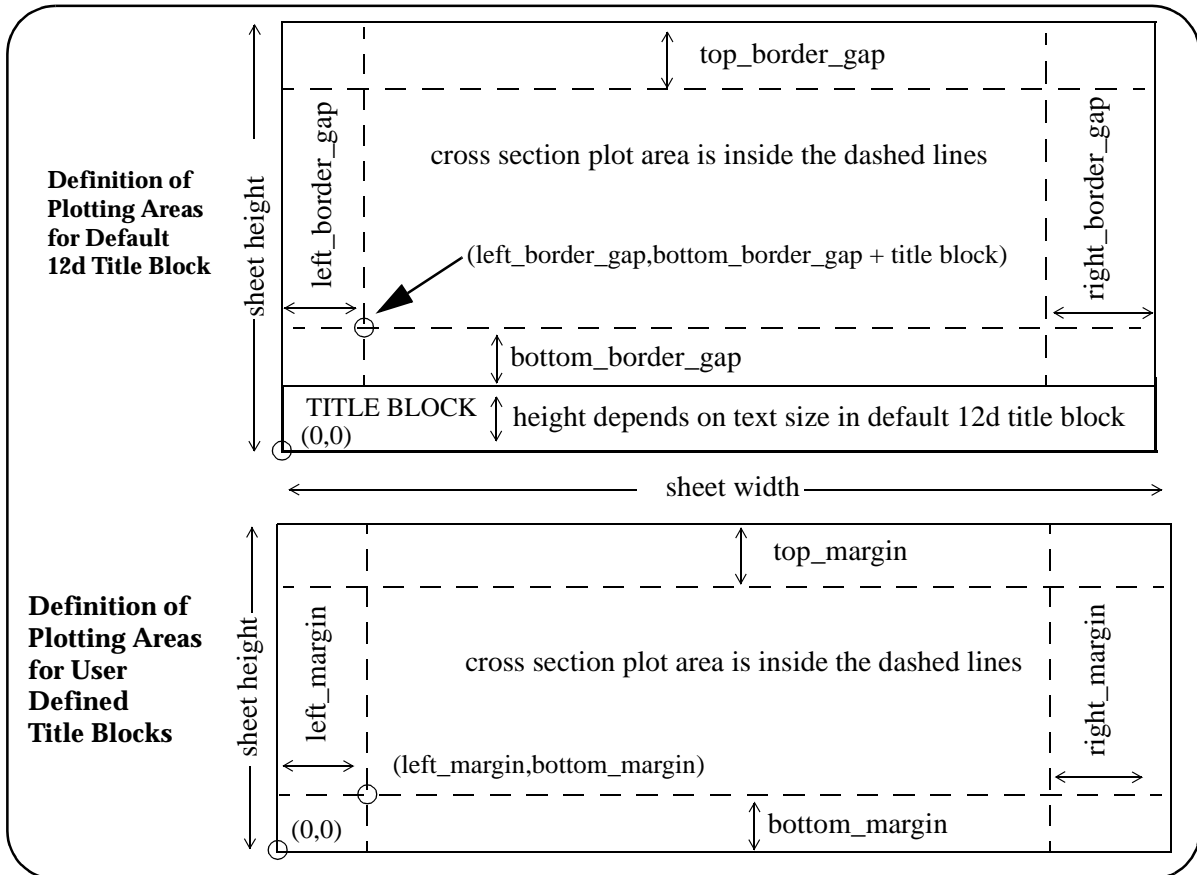 top_border_gap
left_border_gap
right_border_gap
cross section plot area is inside the dashed lines
Definition of
Plotting Areas
for Default
12d Title Block
sheet height
(left_border_gap,bottom_border_gap + title block)
bottom_border_gap
TITLE BLOCK
height depends on text size in default 12d title block
(0,0)
sheet width
top_margin
Definition of
Plotting Areas
for User
Defined
Title Blocks
sheet height
left_margin
right_margin
cross section plot area is inside the dashed lines
(left_margin,bottom_margin)
(0,0)
bottom_margin